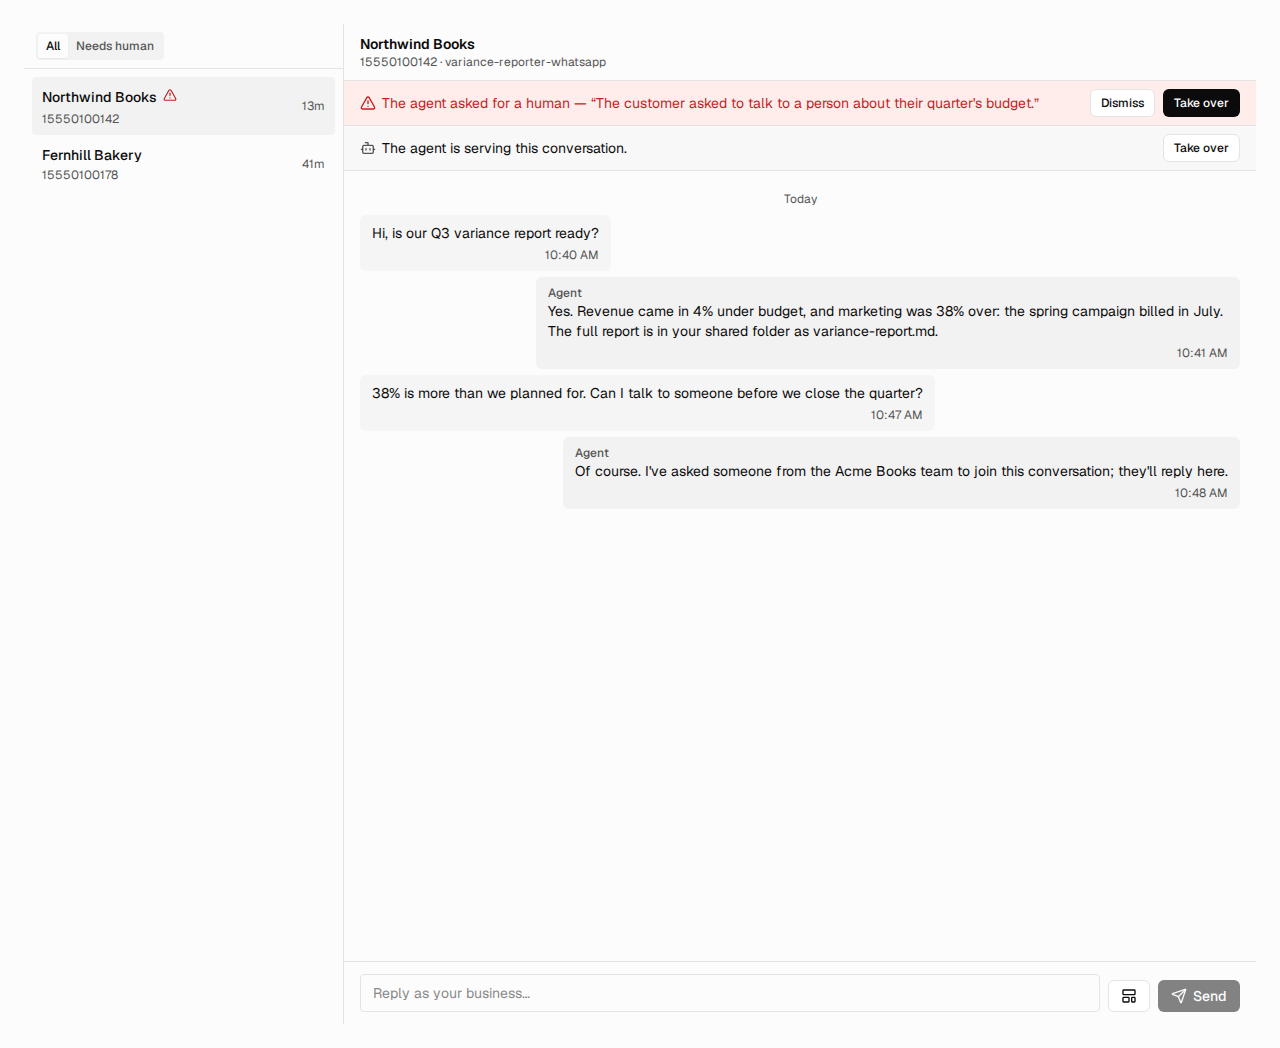 All
Needs human
Northwind Books
15550100142
13m
Fernhill Bakery
15550100178
41m
Northwind Books
15550100142 · variance-reporter-whatsapp
The agent asked for a human — “The customer asked to talk to a person about their quarter's budget.”
Dismiss
Take over
The agent is serving this conversation.
Take over
Today
Hi, is our Q3 variance report ready?
10:40 AM
Agent
Yes. Revenue came in 4% under budget, and marketing was 38% over: the spring campaign billed in July.
The full report is in your shared folder as variance-report.md.
10:41 AM
38% is more than we planned for. Can I talk to someone before we close the quarter?
10:47 AM
Agent
Of course. I've asked someone from the Acme Books team to join this conversation; they'll reply here.
10:48 AM
Reply as your business…
Send